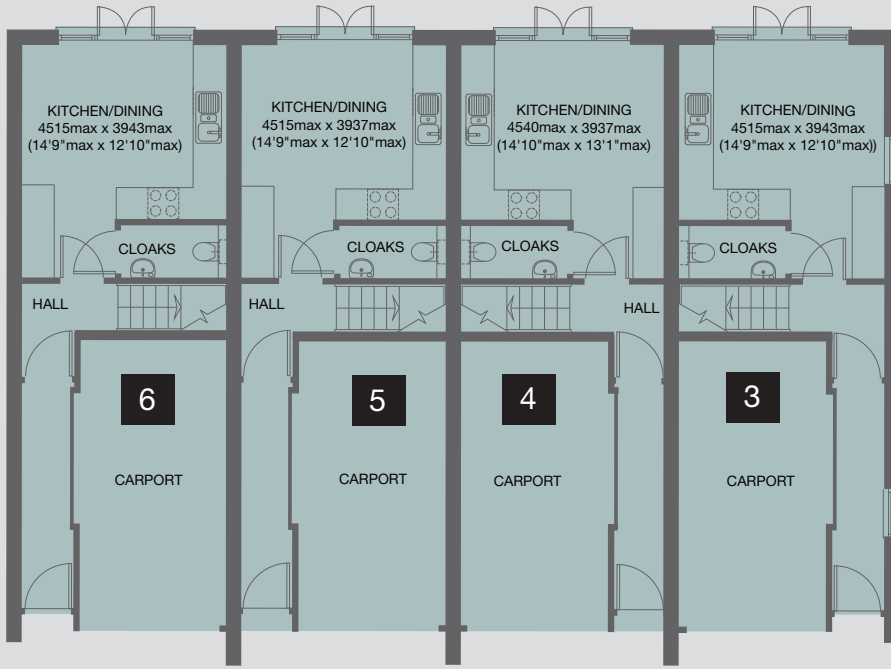 KITCHEN/DINING
4515max x 3943max
(14'9"max x 12'10"max)
CLOAKS
HALL
6
CARPORT
KITCHEN/DINING
4515max x 3937max
(14'9"max x 12'10"max)
CLOAKS
HALL
5
CARPORT
KITCHEN/DINING
4540max x 3937max
(14'10"max x 13'1"max)
CLOAKS
HALL
4
CARPORT
KITCHEN/DINING
4515max x 3943max
(14'9"max x 12'10"max))
CLOAKS
3
CARPORT